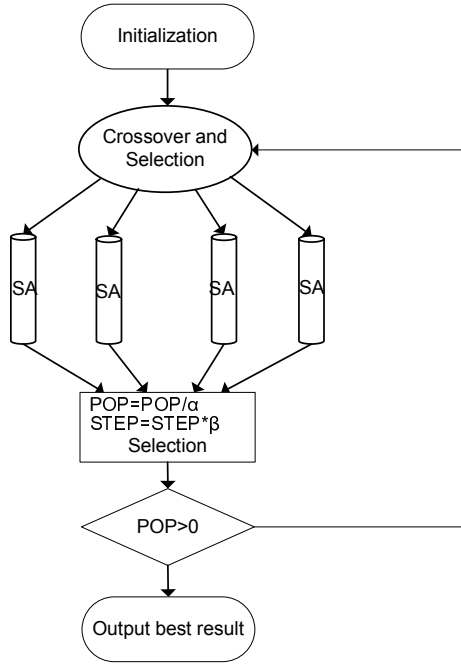 Initialization
Crossover and
Selection
SA
SA
SA
SA
POP=POP/α
STEP=STEP*β
Selection
POP>0
Output best result